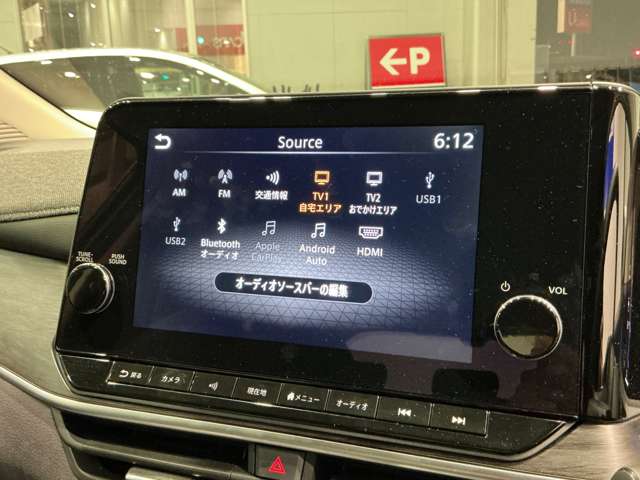 ←P
Source
6:12
AM
FM
交通情報
TV1
自宅エリア
TV2
おでかけエリア
USB1
USB2
Bluetooth
オーディオ
Apple
CarPlay
Android
Auto
HDMI
オーディオソースバーの編集
TUNE・
SCROLL
PUSH
SOUND
VOL
戻る
カメラ
現在地
メニュー
オーディオ